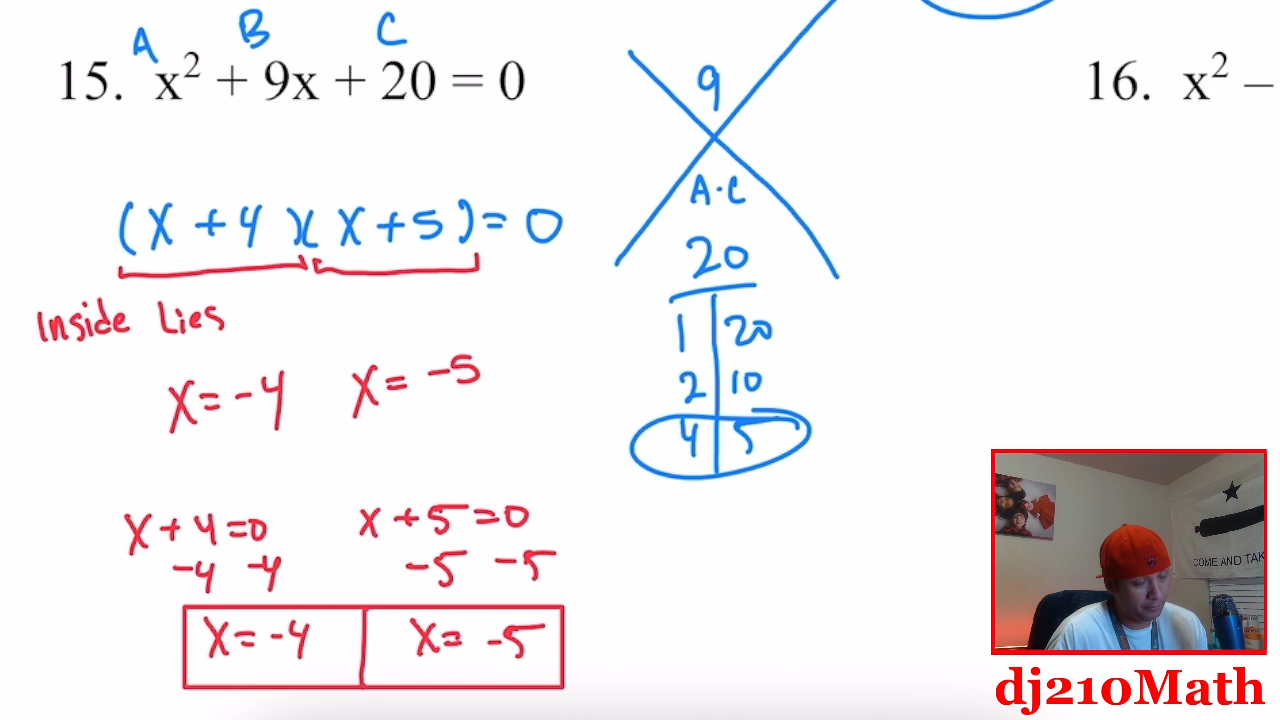 A B C
15. x² + 9x + 20 = 0
16. x² –
9
A·C
20
1 20
2 10
4 5
(x + 4)(x + 5) = 0
Inside Lies
x = -4 x = -5
x + 4 = 0 x + 5 = 0
-4 -4 -5 -5
x = -4 x = -5
COME AND TAK
dj210Math